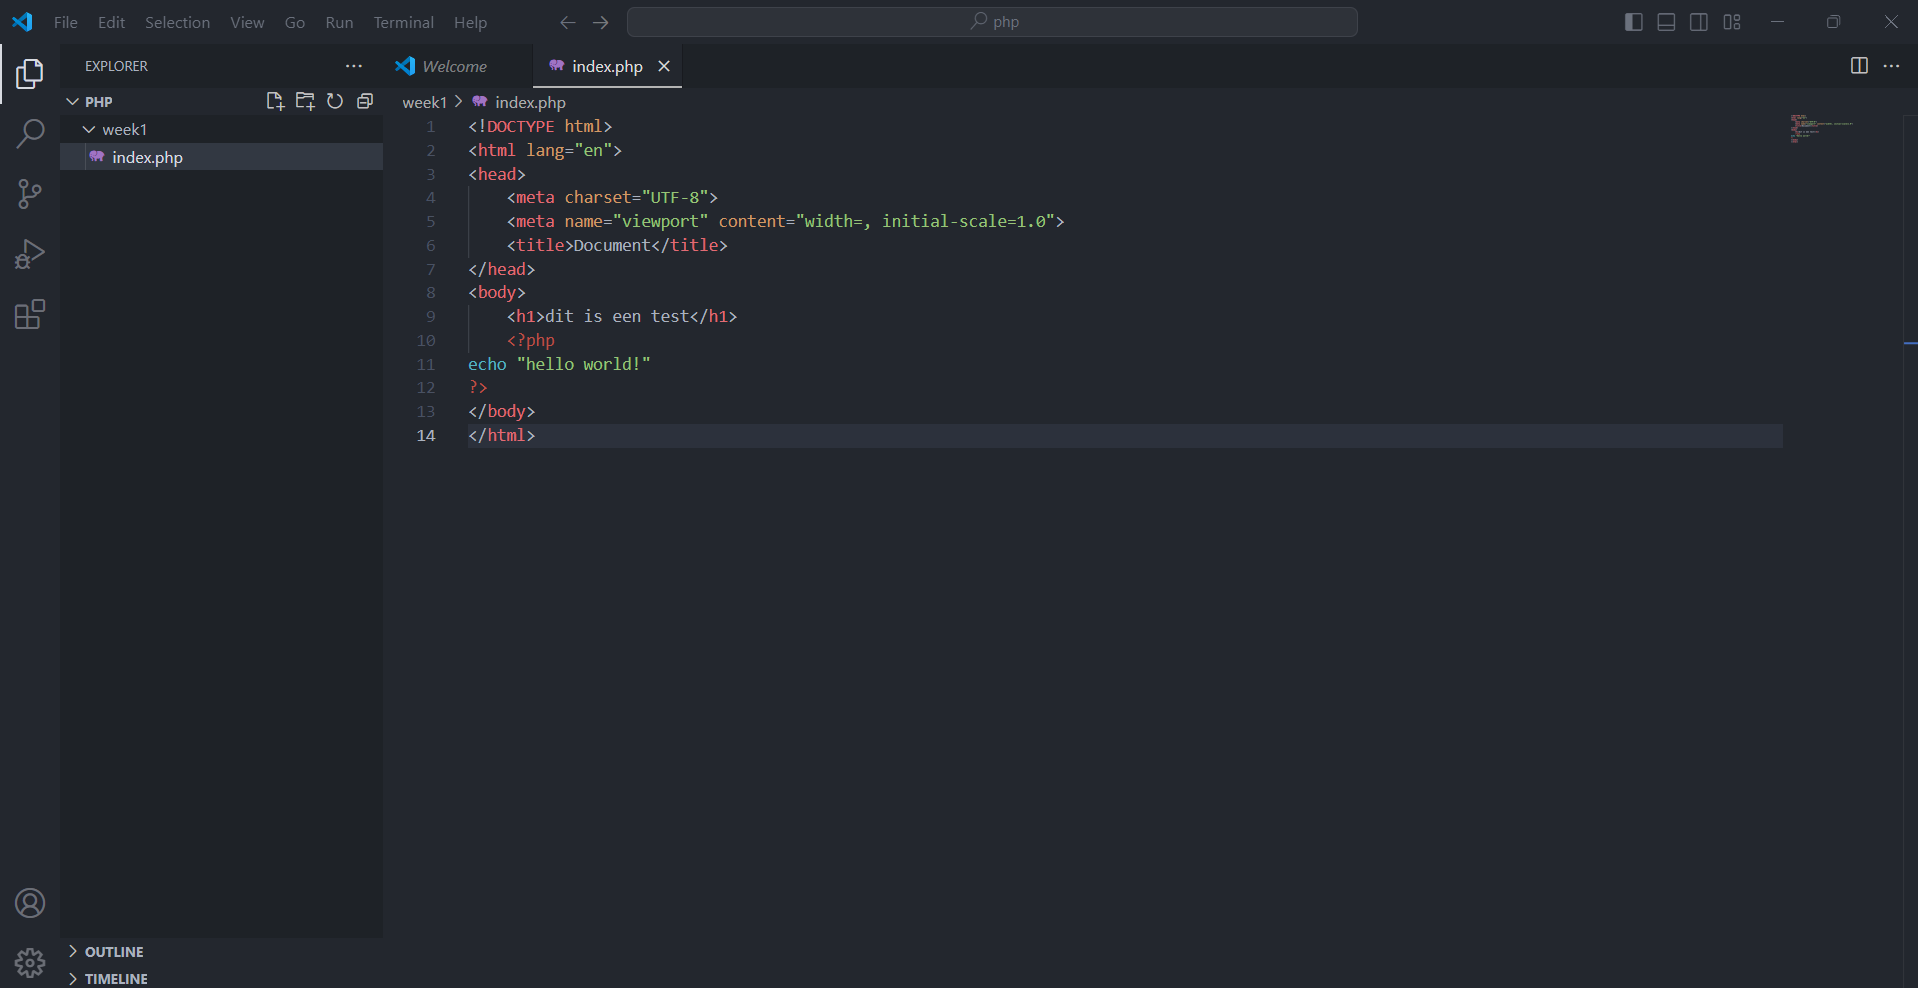 File Edit Selection View Go Run Terminal Help
php
EXPLORER
Welcome
index.php
PHP
week1
index.php
week1 > index.php
1 <!DOCTYPE html>
2 <html lang="en">
3 <head>
4     <meta charset="UTF-8">
5     <meta name="viewport" content="width=, initial-scale=1.0">
6     <title>Document</title>
7 </head>
8 <body>
9     <h1>dit is een test</h1>
10     <?php
11 echo "hello world!"
12 ?>
13 </body>
14 </html>
OUTLINE
TIMELINE